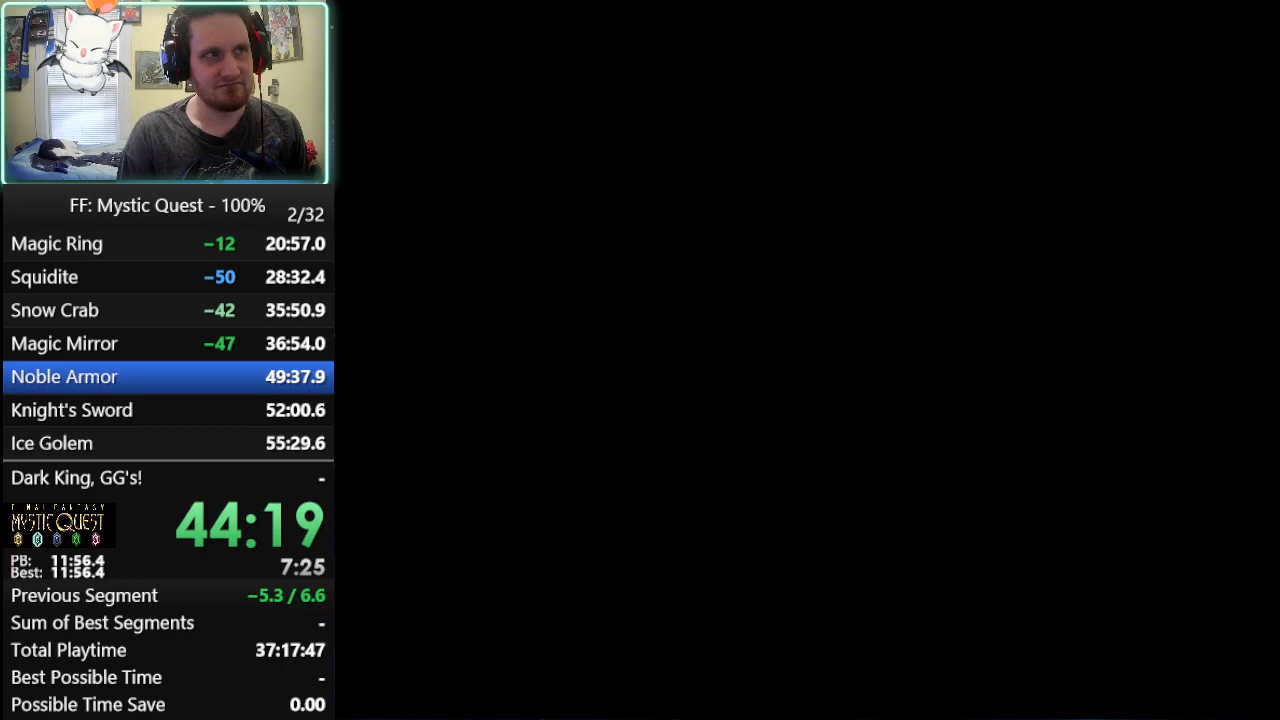 FF: Mystic Quest - 100%
2/32
Magic Ring −12 20:57.0
Squidite −50 28:32.4
Snow Crab −42 35:50.9
Magic Mirror −47 36:54.0
Noble Armor 49:37.9
Knight's Sword 52:00.6
Ice Golem 55:29.6
Dark King, GG's! -
FINAL FANTASY
MYSTIC QUEST
44:19
PB: 11:56.4
Best: 11:56.4
7:25
Previous Segment −5.3 / 6.6
Sum of Best Segments -
Total Playtime 37:17:47
Best Possible Time -
Possible Time Save 0.00